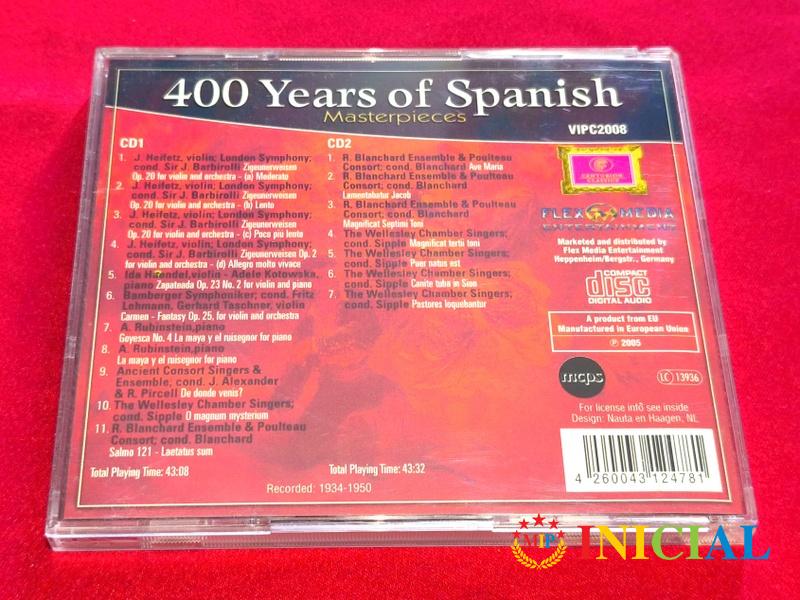 400 Years of Spanish
Masterpieces
VIPC2008
CD1
1. J. Heifetz, violin; London Symphony;
cond. Sir J. Barbirolli Zigeunerweisen
Op. 20 for violin and orchestra - (a) Moderato
2. J. Heifetz, violin; London Symphony;
cond. Sir J. Barbirolli Zigeunerweisen
Op. 20 for violin and orchestra - (b) Lento
3. J. Heifetz, violin; London Symphony;
cond. Sir J. Barbirolli Zigeunerweisen
Op. 20 for violin and orchestra - (c) Poco piu lento
4. J. Heifetz, violin; London Symphony;
cond. Sir J. Barbirolli Zigeunerweisen Op. 2
for violin and orchestra - (d) Allegro molto vivace
5. Ida Haendel, violin - Adele Kotowska,
piano Zapateada Op. 23 No. 2 for violin and piano
6. Bamberger Symphoniker; cond. Fritz
Lehmann, Gerhard Taschner, violin
Carmen - Fantasy Op. 25, for violin and orchestra
7. A. Rubinstein,piano
Goyesca No. 4 La maya y el ruisegnor for piano
8. A. Rubinstein,piano
La maya y el ruisegnor for piano
9. Ancient Consort Singers &
Ensemble, cond. J. Alexander
& R. Pircell De donde venis?
10. The Wellesley Chamber Singers;
cond. Sipple O magnum mysterium
11. R. Blanchard Ensemble & Poulteau
Consort; cond. Blanchard
Salmo 121 - Laetatus sum
Total Playing Time: 43:08
CD2
1. R. Blanchard Ensemble & Poulteau
Consort; cond. Blanchard Ave Maria
2. R. Blanchard Ensemble & Poulteau
Consort; cond. Blanchard
Lamentabatur Jacob
3. R. Blanchard Ensemble & Poulteau
Consort; cond. Blanchard
Magnificat Septimi Toni
4. The Wellesley Chamber Singers;
cond. Sipple Magnificat tertii toni
5. The Wellesley Chamber Singers;
cond. Sipple Puer natus est
6. The Wellesley Chamber Singers;
cond. Sipple Canite tuba in Sion
7. The Wellesley Chamber Singers;
cond. Sipple Pastores loquebantur
Total Playing Time: 43:32
Recorded: 1934-1950
CENTURION
CLASSICS
FLEX MEDIA
ENTERTAINMENT
Marketed and distributed by
Flex Media Entertainment
Heppenheim/Bergstr., Germany
COMPACT
disc
DIGITAL AUDIO
A product from EU
Manufactured in European Union
℗ 2005
mcps
LC 13936
For license info see inside
Design: Nauta en Haagen, NL
4 260043 124781
MIP INICIAL